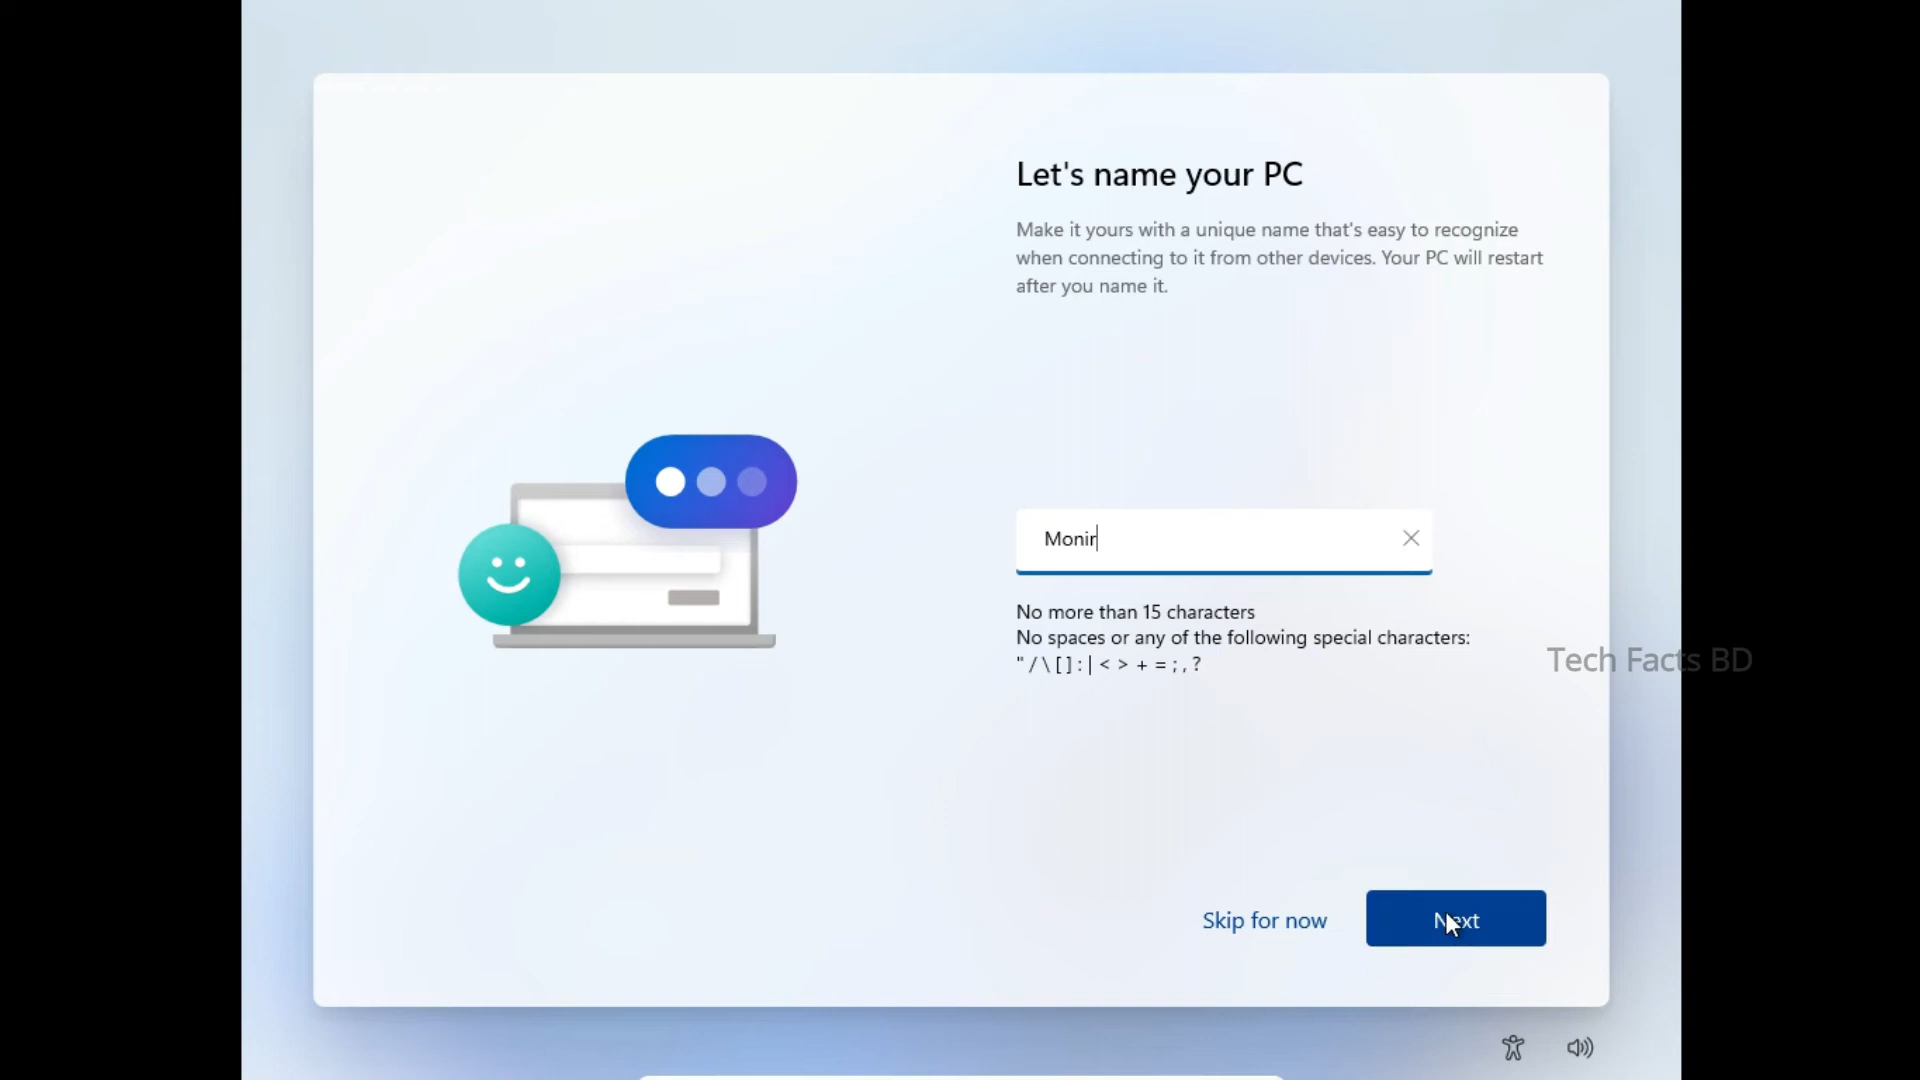 Let's name your PC
Make it yours with a unique name that's easy to recognize
when connecting to it from other devices. Your PC will restart
after you name it.
Monir
No more than 15 characters
No spaces or any of the following special characters:
" / \ [ ] : | < > + = ; , ?
Tech Facts BD
Skip for now
Next